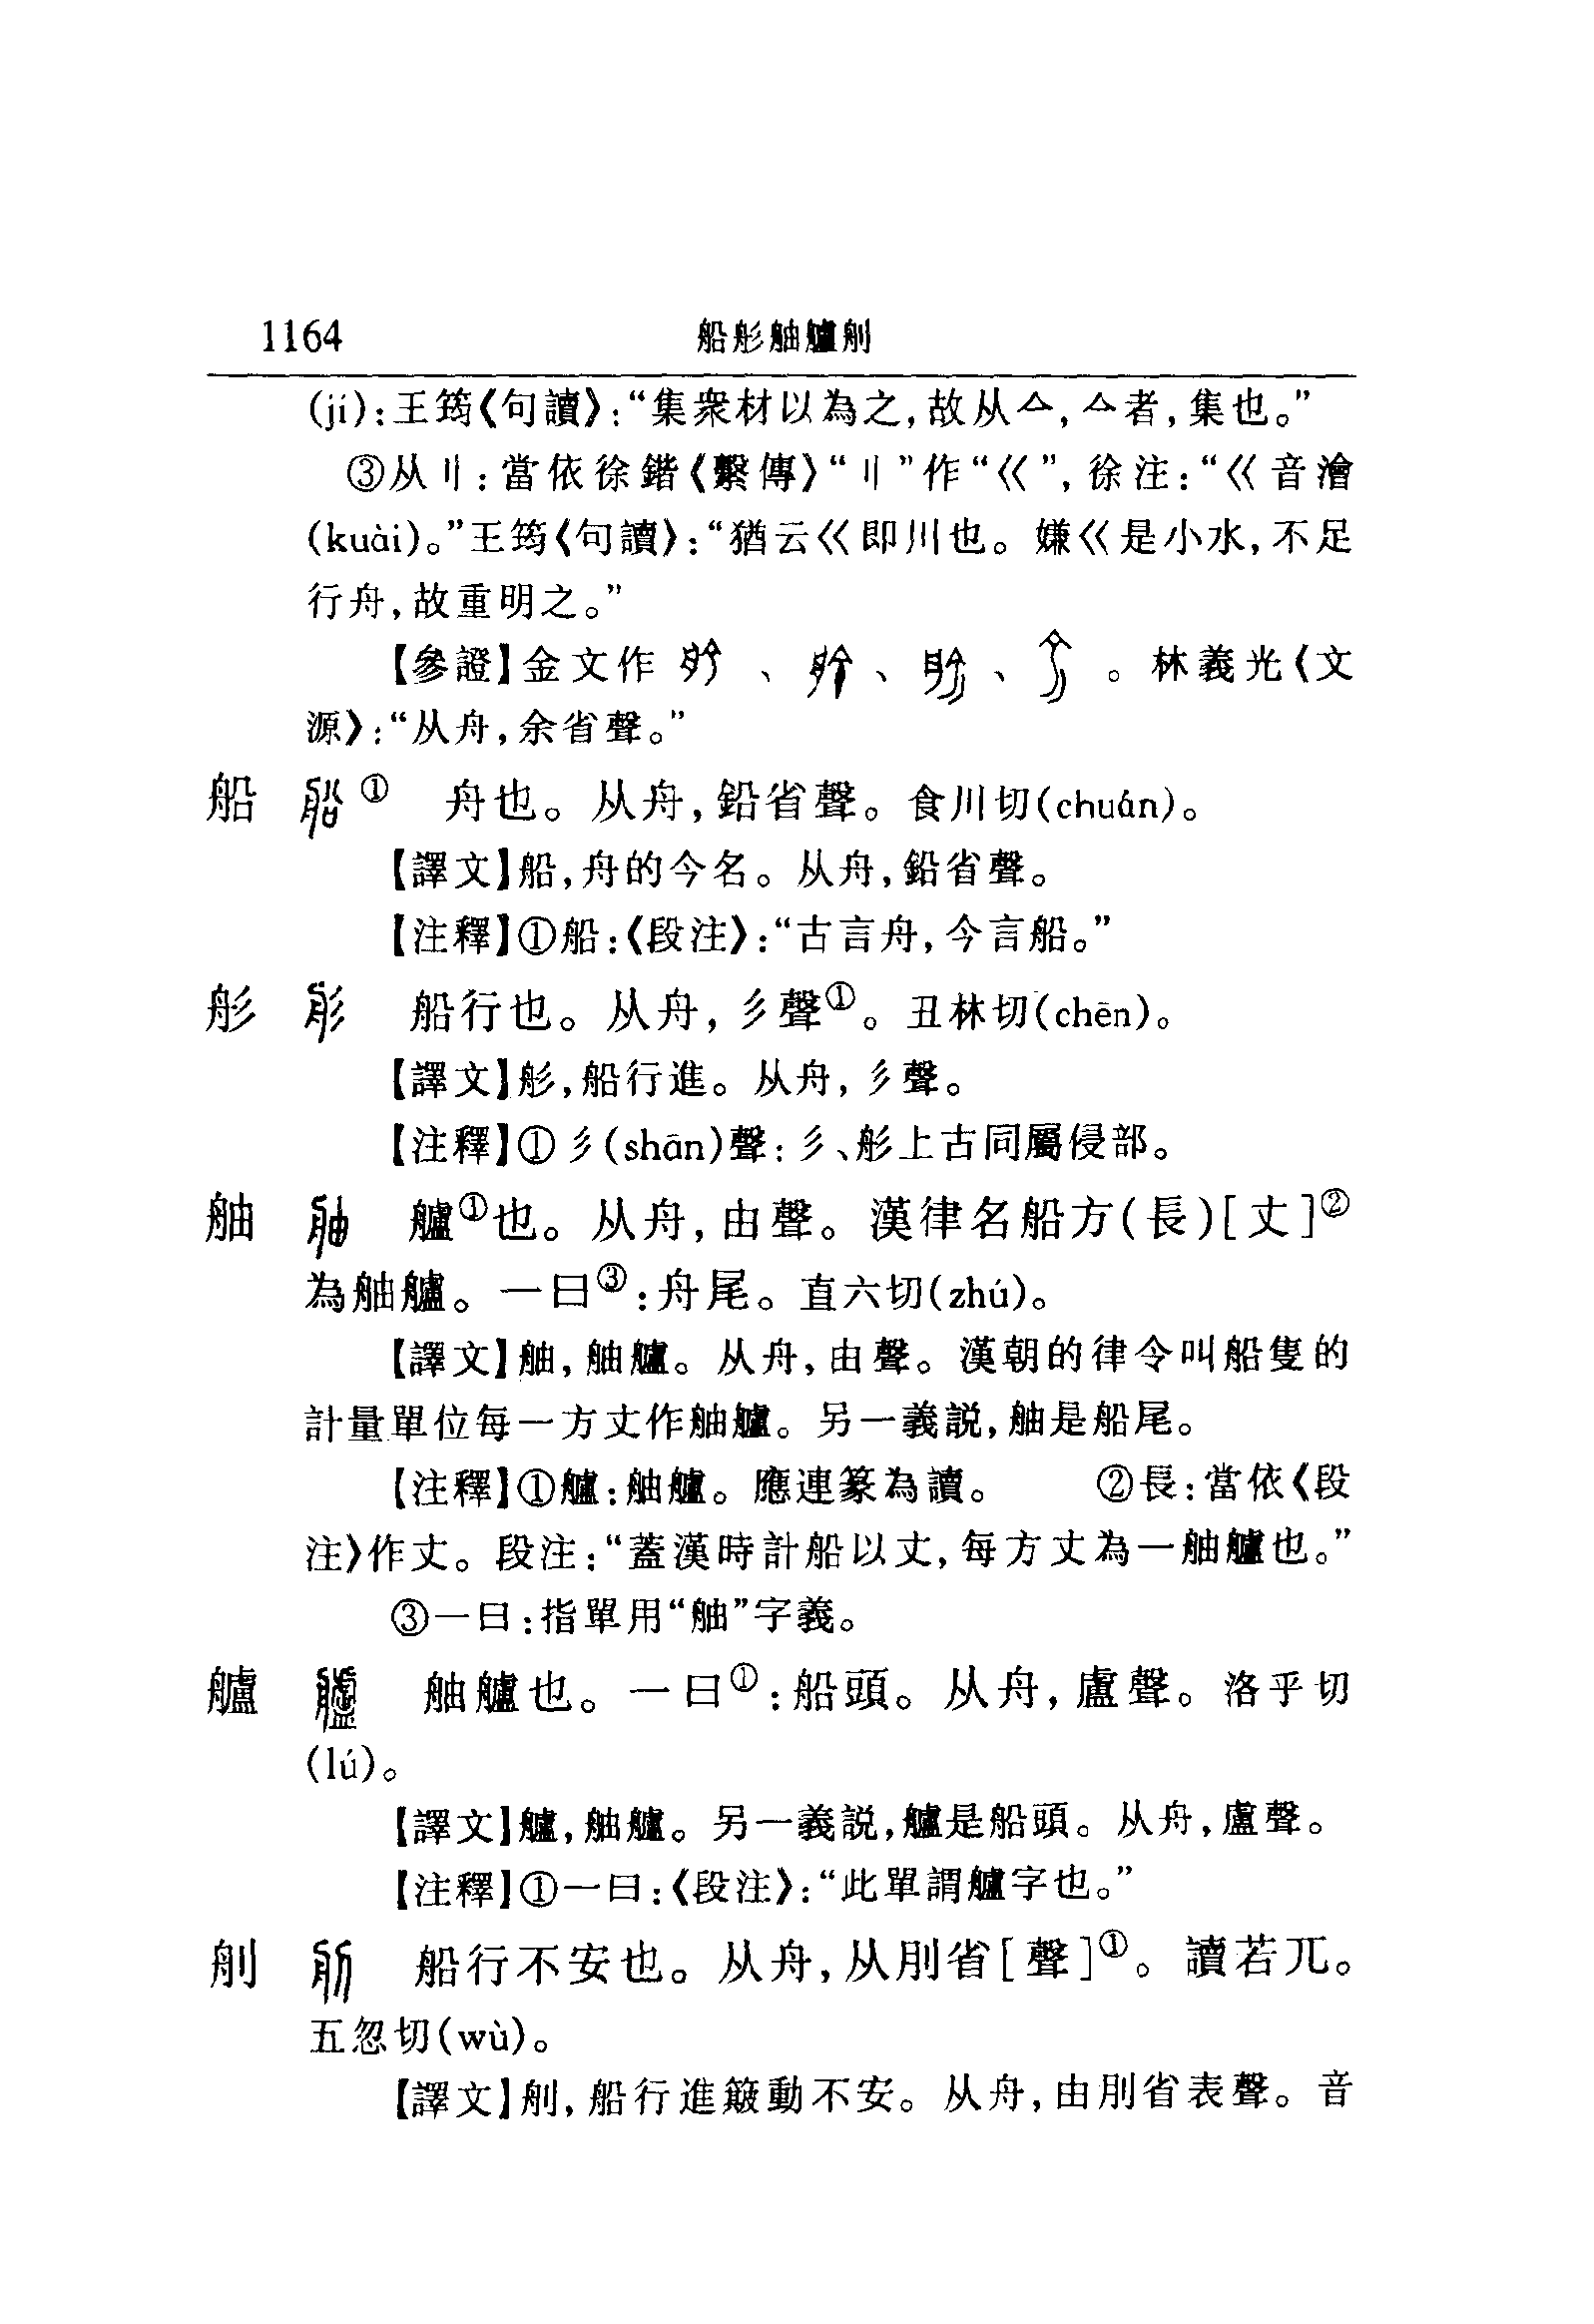 1164 船彤舳艫刖
(jí)：王筠《句讀》：“集衆材以為之，故从亼，亼者，集也。”
③从〢：當依徐鍇《繫傳》“〢”作“巜”，徐注：“巜音澮
(kuài)。”王筠《句讀》：“猶云巜即川也。嫌巜是小水，不足
行舟，故重明之。”
【參證】金文作 、 、 、 。林義光《文
源》：“从舟，余省聲。”
船 ① 舟也。从舟，鉛省聲。食川切(chuán)。
【譯文】船，舟的今名。从舟，鉛省聲。
【注釋】①船：《段注》：“古言舟，今言船。”
彤 船行也。从舟，彡聲①。丑林切(chēn)。
【譯文】彤，船行進。从舟，彡聲。
【注釋】①彡(shān)聲：彡、彤上古同屬侵部。
舳 艫①也。从舟，由聲。漢律名船方(長)[丈]②
為舳艫。一曰③：舟尾。直六切(zhú)。
【譯文】舳，舳艫。从舟，由聲。漢朝的律令叫船隻的
計量單位每一方丈作舳艫。另一義説，舳是船尾。
【注釋】①艫：舳艫。應連篆為讀。 ②長：當依《段
注》作丈。段注：“蓋漢時計船以丈，每方丈為一舳艫也。”
③一曰：指單用“舳”字義。
艫 舳艫也。一曰①：船頭。从舟，盧聲。洛乎切
(lú)。
【譯文】艫，舳艫。另一義説，艫是船頭。从舟，盧聲。
【注釋】①一曰：《段注》：“此單謂艫字也。”
舠 船行不安也。从舟，从刖省[聲]①。讀若兀。
五忽切(wù)。
【譯文】舠，船行進簸動不安。从舟，由刖省表聲。音